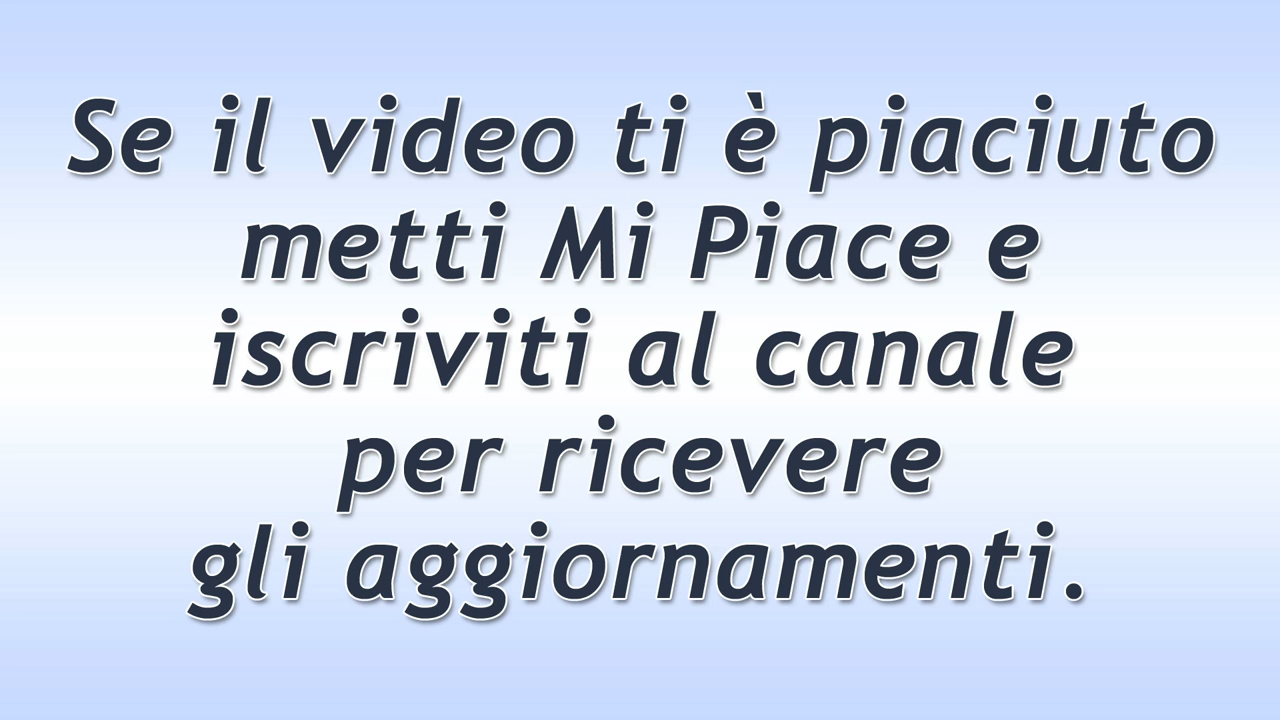 Se il video ti è piaciuto
metti Mi Piace e
iscriviti al canale
per ricevere
gli aggiornamenti.